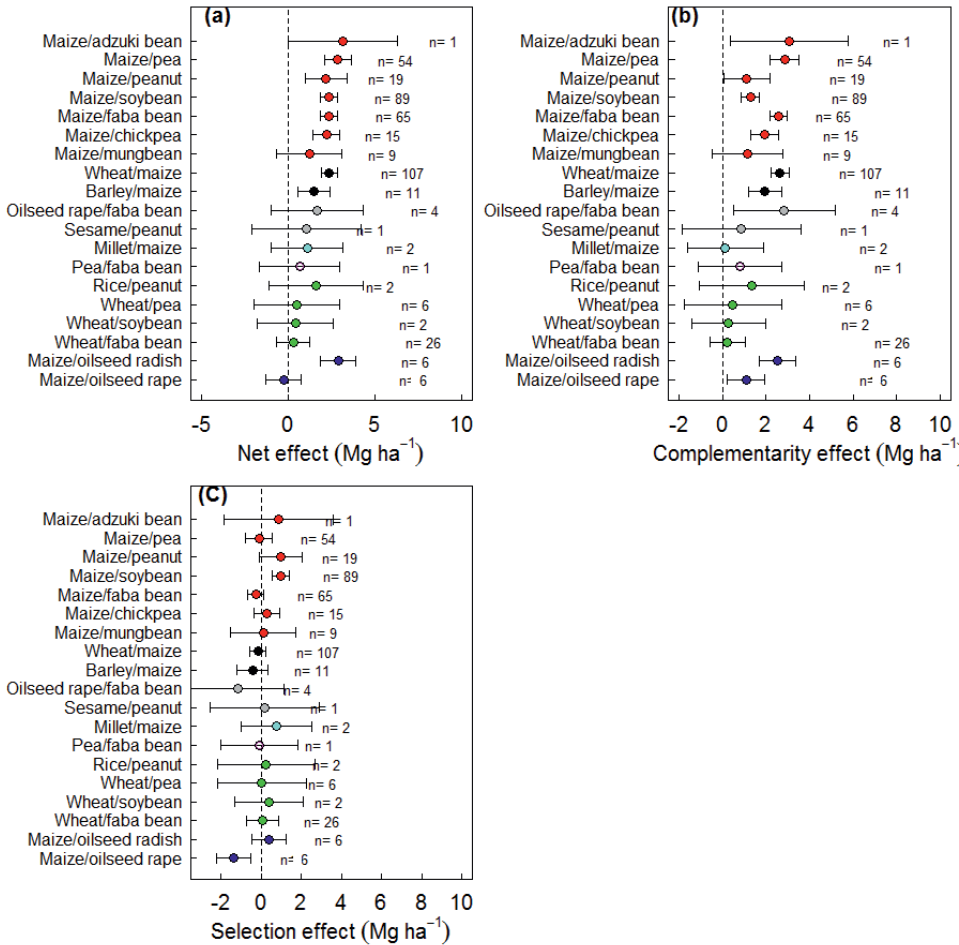 (a)
Maize/adzuki bean n= 1
Maize/pea n= 54
Maize/peanut n= 19
Maize/soybean n= 89
Maize/faba bean n= 65
Maize/chickpea n= 15
Maize/mungbean n= 9
Wheat/maize n= 107
Barley/maize n= 11
Oilseed rape/faba bean n= 4
Sesame/peanut n= 1
Millet/maize n= 2
Pea/faba bean n= 1
Rice/peanut n= 2
Wheat/pea n= 6
Wheat/soybean n= 2
Wheat/faba bean n= 26
Maize/oilseed radish n= 6
Maize/oilseed rape n= 6
-5 0 5 10
Net effect (Mg ha⁻¹)
(b)
Maize/adzuki bean n= 1
Maize/pea n= 54
Maize/peanut n= 19
Maize/soybean n= 89
Maize/faba bean n= 65
Maize/chickpea n= 15
Maize/mungbean n= 9
Wheat/maize n= 107
Barley/maize n= 11
Oilseed rape/faba bean n= 4
Sesame/peanut n= 1
Millet/maize n= 2
Pea/faba bean n= 1
Rice/peanut n= 2
Wheat/pea n= 6
Wheat/soybean n= 2
Wheat/faba bean n= 26
Maize/oilseed radish n= 6
Maize/oilseed rape n= 6
-2 0 2 4 6 8 10
Complementarity effect (Mg ha⁻¹)
(C)
Maize/adzuki bean n= 1
Maize/pea n= 54
Maize/peanut n= 19
Maize/soybean n= 89
Maize/faba bean n= 65
Maize/chickpea n= 15
Maize/mungbean n= 9
Wheat/maize n= 107
Barley/maize n= 11
Oilseed rape/faba bean n= 4
Sesame/peanut n= 1
Millet/maize n= 2
Pea/faba bean n= 1
Rice/peanut n= 2
Wheat/pea n= 6
Wheat/soybean n= 2
Wheat/faba bean n= 26
Maize/oilseed radish n= 6
Maize/oilseed rape n= 6
-2 0 2 4 6 8 10
Selection effect (Mg ha⁻¹)